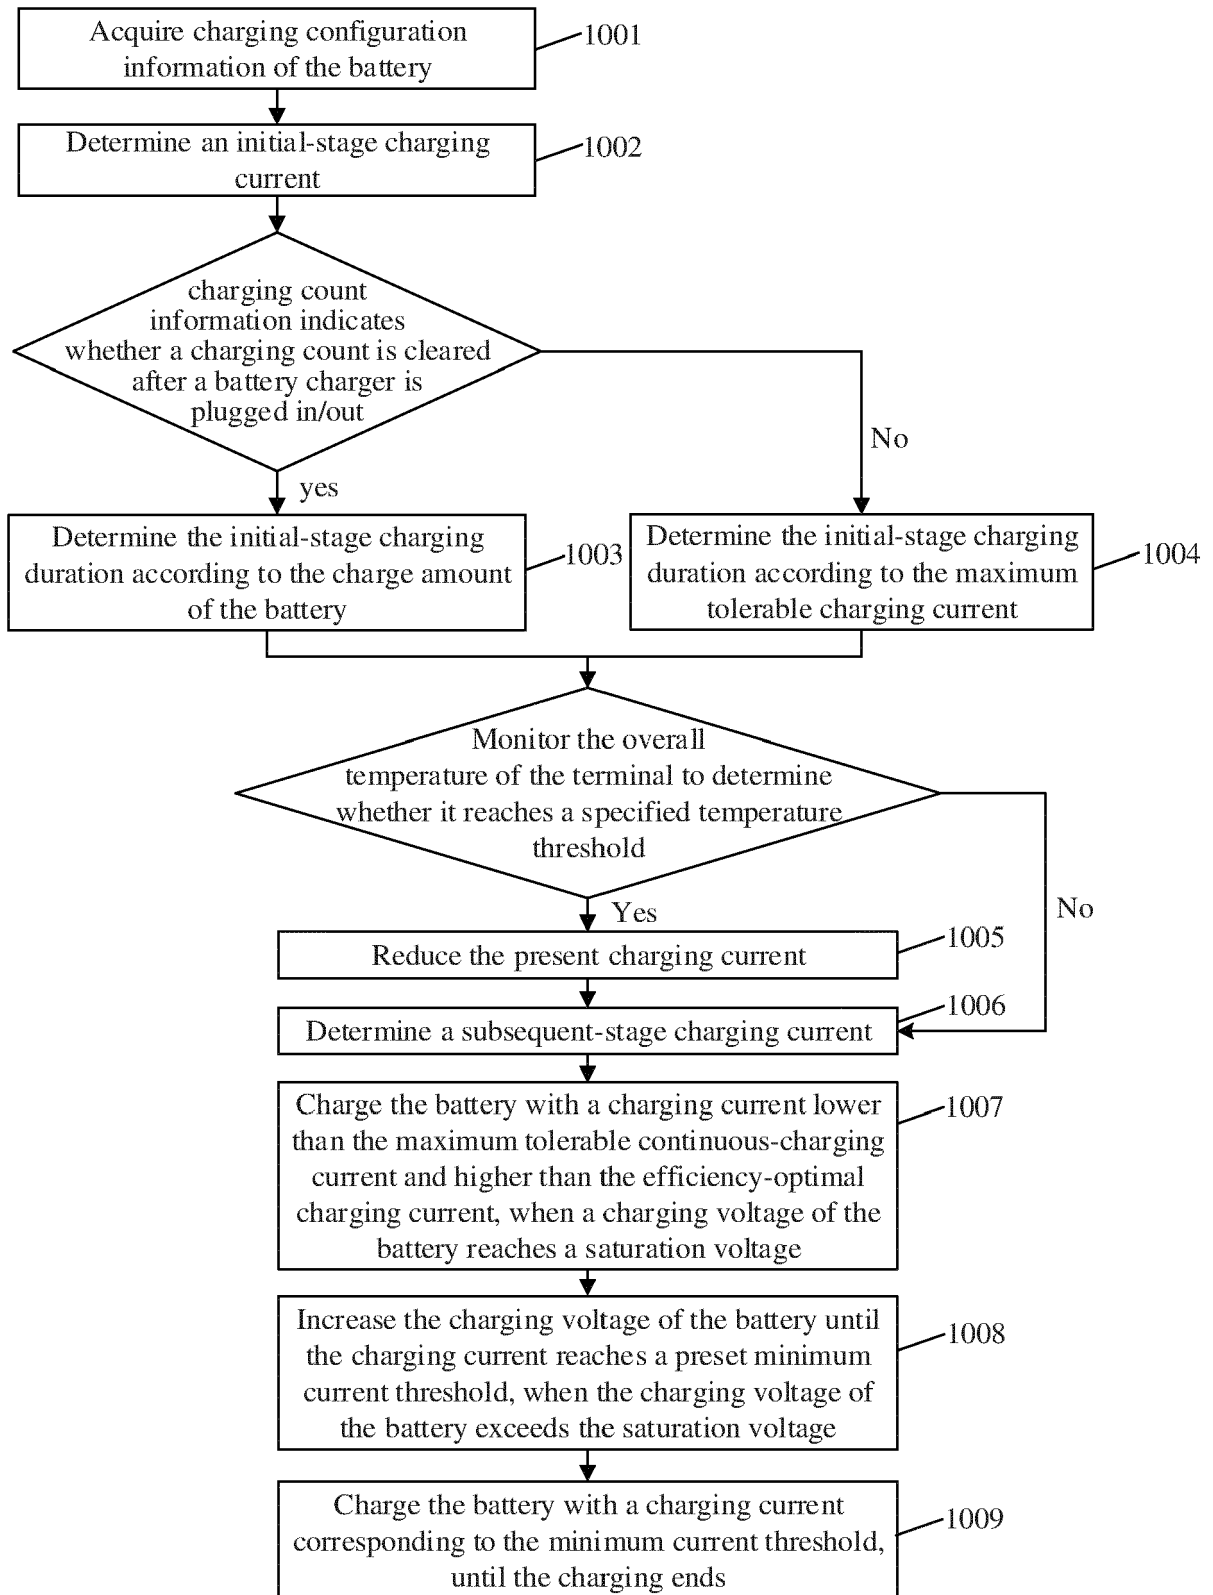 Acquire charging configuration
information of the battery
1001
Determine an initial-stage charging
current
1002
charging count
information indicates
whether a charging count is cleared
after a battery charger is
plugged in/out
No
yes
Determine the initial-stage charging
duration according to the charge amount
of the battery
1003
Determine the initial-stage charging
duration according to the maximum
tolerable charging current
1004
Monitor the overall
temperature of the terminal to determine
whether it reaches a specified temperature
threshold
No
Yes
Reduce the present charging current
1005
Determine a subsequent-stage charging current
1006
Charge the battery with a charging current lower
than the maximum tolerable continuous-charging
current and higher than the efficiency-optimal
charging current, when a charging voltage of the
battery reaches a saturation voltage
1007
Increase the charging voltage of the battery until
the charging current reaches a preset minimum
current threshold, when the charging voltage of
the battery exceeds the saturation voltage
1008
Charge the battery with a charging current
corresponding to the minimum current threshold,
until the charging ends
1009